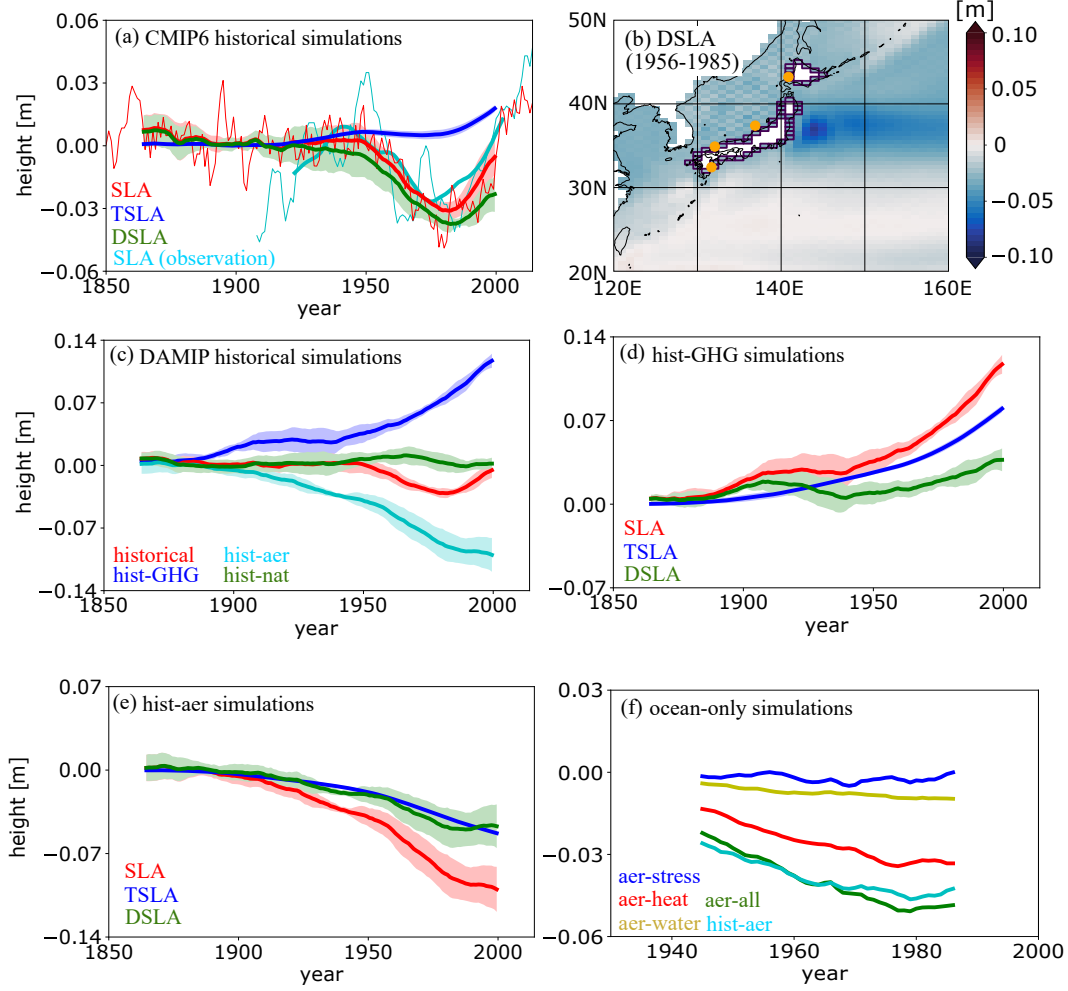 (a) CMIP6 historical simulations
height [m]
0.06
0.03
0.00
−0.03
−0.06
SLA
TSLA
DSLA
SLA (observation)
1850
1900
1950
2000
year
(b) DSLA
(1956-1985)
50N
40N
30N
20N
120E
140E
160E
[m]
0.10
0.05
0
-0.05
-0.10
(c) DAMIP historical simulations
height [m]
0.14
0.07
0.00
−0.07
−0.14
historical hist-aer
hist-GHG hist-nat
1850
1900
1950
2000
year
(d) hist-GHG simulations
0.14
0.07
0.00
−0.07
SLA
TSLA
DSLA
1850
1900
1950
2000
year
(e) hist-aer simulations
height [m]
0.07
0.00
−0.07
−0.14
SLA
TSLA
DSLA
1850
1900
1950
2000
year
(f) ocean-only simulations
0.03
0.00
−0.03
−0.06
aer-stress
aer-heat aer-all
aer-water hist-aer
1940
1960
1980
2000
year